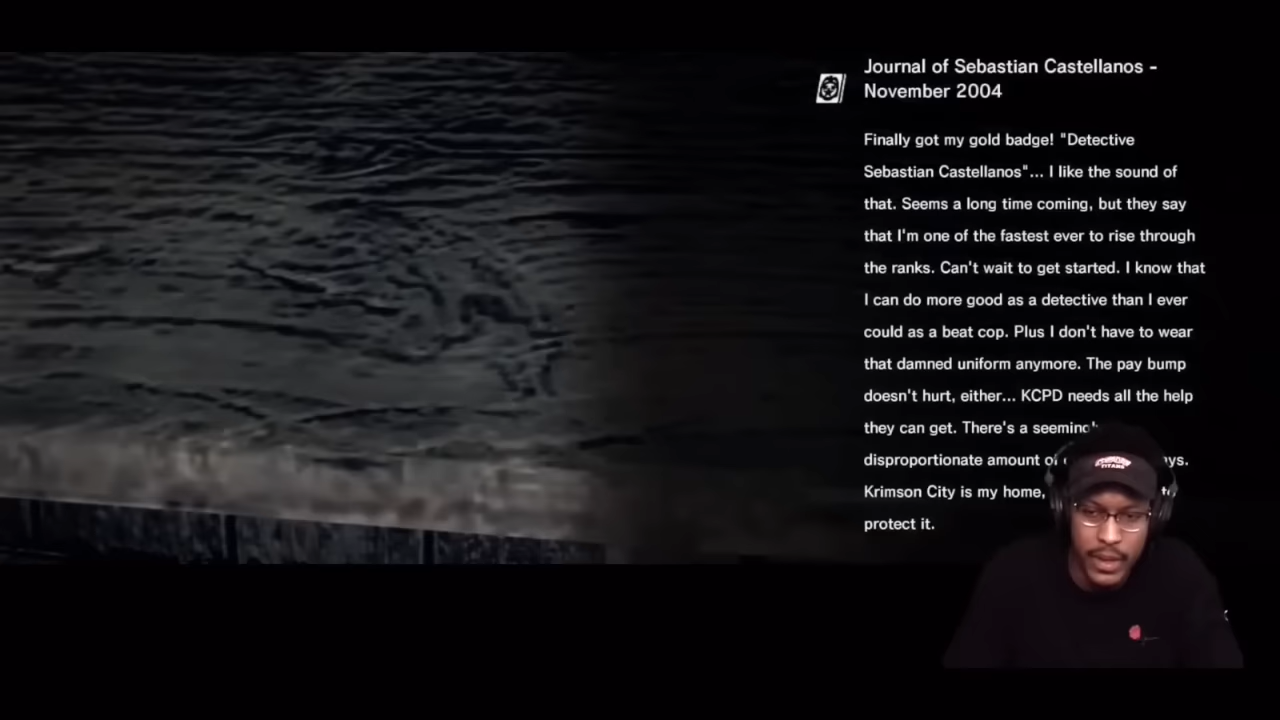 Journal of Sebastian Castellanos -
November 2004
Finally got my gold badge! "Detective
Sebastian Castellanos"... I like the sound of
that. Seems a long time coming, but they say
that I'm one of the fastest ever to rise through
the ranks. Can't wait to get started. I know that
I can do more good as a detective than I ever
could as a beat cop. Plus I don't have to wear
that damned uniform anymore. The pay bump
doesn't hurt, either... KCPD needs all the help
they can get. There's a
disproportionate amount
Krimson City is my home,
protect it.
TITANS